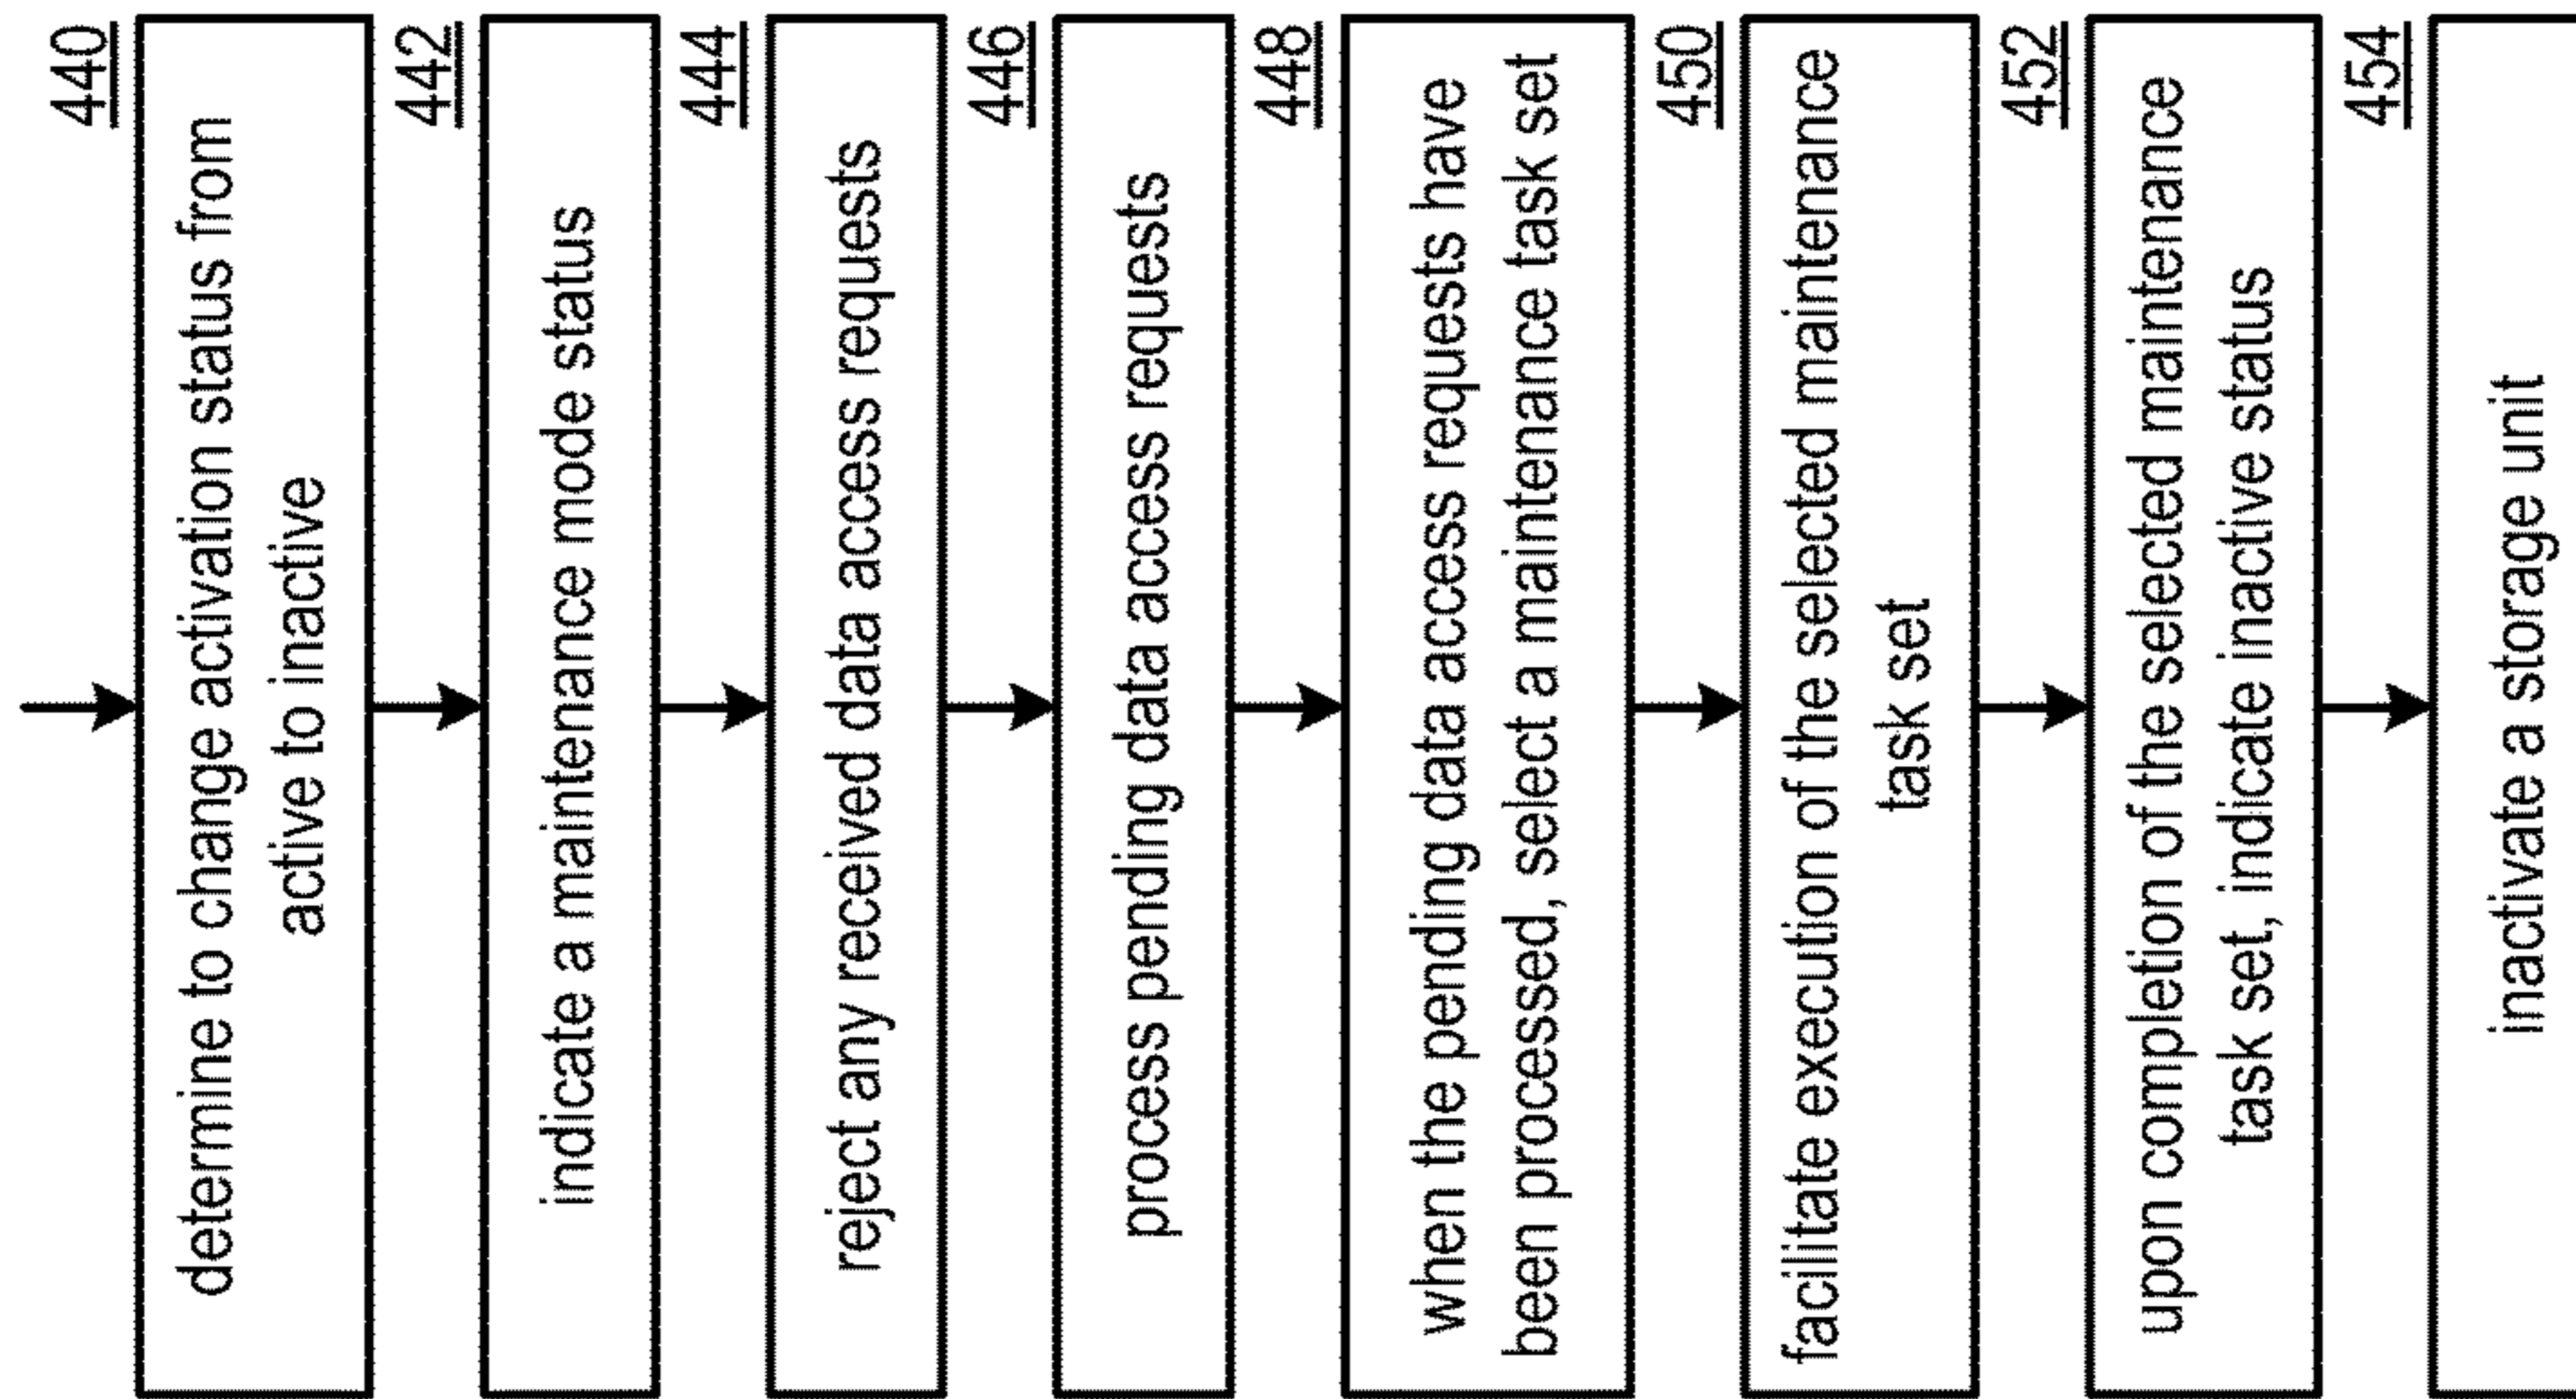 440
determine to change activation status from
active to inactive
442
indicate a maintenance mode status
444
reject any received data access requests
446
process pending data access requests
448
when the pending data access requests have
been processed, select a maintenance task set
450
facilitate execution of the selected maintenance
task set
452
upon completion of the selected maintenance
task set, indicate inactive status
454
inactivate a storage unit